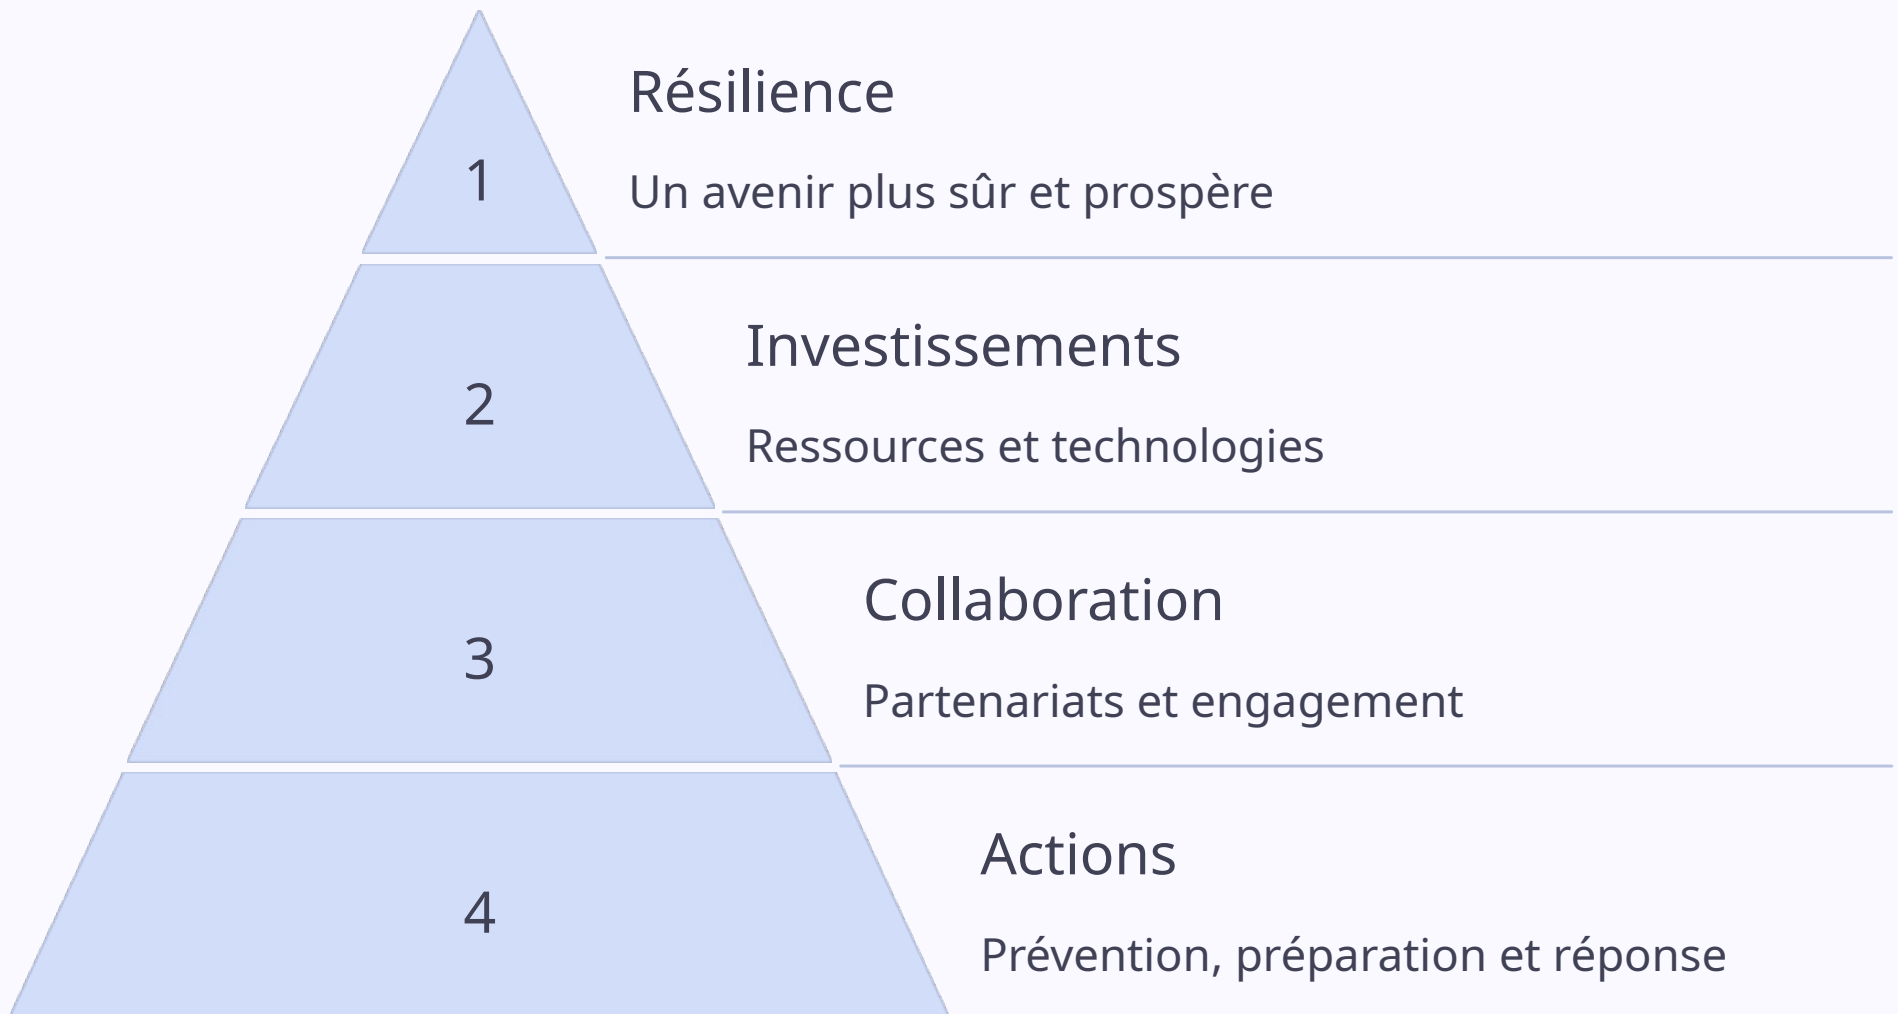 1
Résilience
Un avenir plus sûr et prospère
2
Investissements
Ressources et technologies
3
Collaboration
Partenariats et engagement
4
Actions
Prévention, préparation et réponse